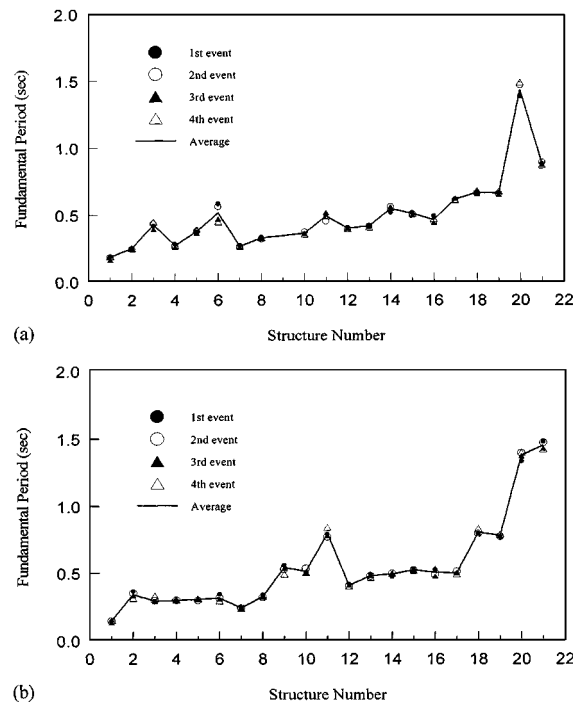 2.0
1st event
2nd event
1.5
3rd event
4th event
Average
1.0
0.5
0.0
Fundamental Period (sec)
0 2 4 6 8 10 12 14 16 18 20 22
Structure Number
(a)
2.0
1st event
2nd event
1.5
3rd event
4th event
Average
1.0
0.5
0.0
Fundamental Period (sec)
0 2 4 6 8 10 12 14 16 18 20 22
Structure Number
(b)